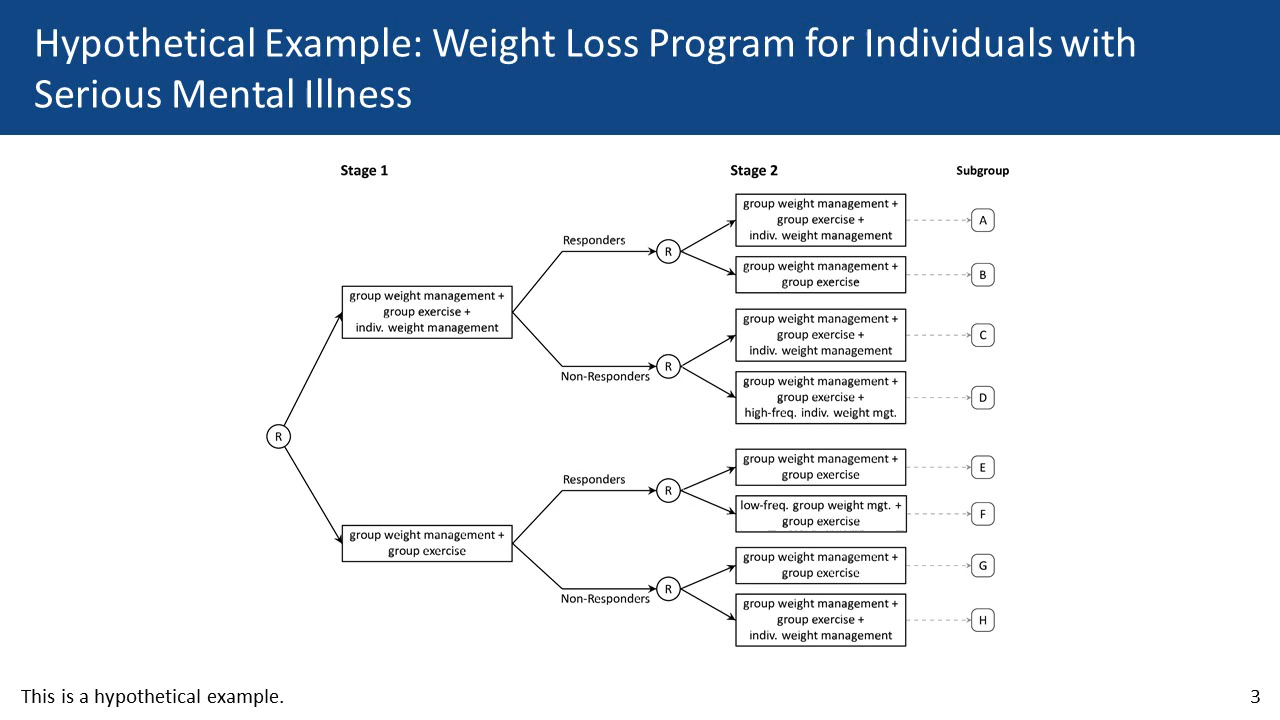 Hypothetical Example: Weight Loss Program for Individuals with
Serious Mental Illness
Stage 1
Stage 2
Subgroup
group weight management +
group exercise +
indiv. weight management
A
Responders
R
group weight management +
group exercise
B
group weight management +
group exercise +
indiv. weight management
group weight management +
group exercise +
indiv. weight management
C
Non-Responders
R
group weight management +
group exercise +
high-freq. indiv. weight mgt.
D
R
group weight management +
group exercise
E
Responders
R
low-freq. group weight mgt. +
group exercise
F
group weight management +
group exercise
group weight management +
group exercise
G
Non-Responders
R
group weight management +
group exercise +
indiv. weight management
H
This is a hypothetical example.
3